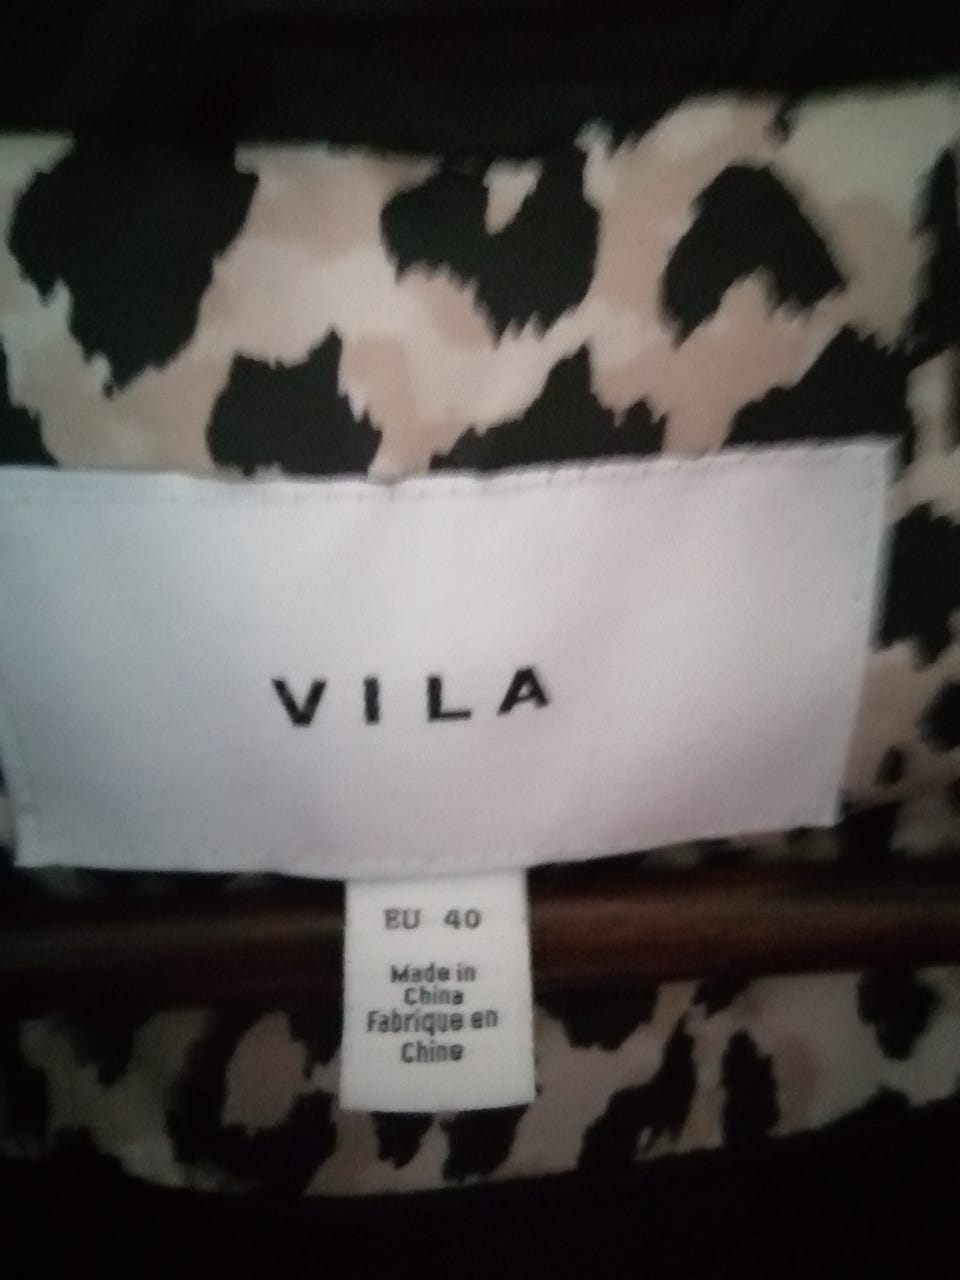 VILA
EU 40
Made in
China
Fabrique en
Chine